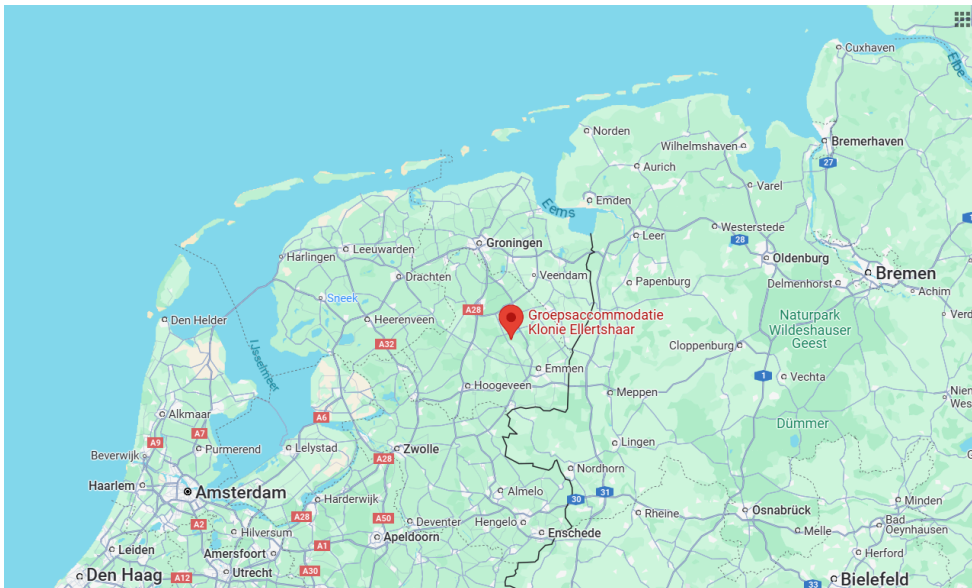 Cuxhaven
Elbe
Norden
Wilhelmshaven
Bremerhaven
27
Aurich
Varel
Eems
Emden
Westerstede
Leer
28
Groningen
Leeuwarden
Harlingen
Oldenburg
Drachten
Veendam
Bremen
Papenburg
Delmenhorst
Achim
Sneek
A28
Groepsaccommodatie
Klonie Ellertshaar
Naturpark
Wildeshauser
Geest
Verd
Den Helder
Heerenveen
A32
IJsselmeer
Cloppenburg
Emmen
Hoogeveen
Meppen
1
Vechta
Nien
Wes
Alkmaar
A6
Dümmer
A9
A7
Purmerend
Lelystad
Zwolle
Lingen
Beverwijk
A28
Nordhorn
Haarlem
Amsterdam
Harderwijk
Almelo
30
31
Minden
A28
A50
Rheine
Osnabrück
A2
Hilversum
Deventer
Hengelo
Enschede
Melle
33
Bad
Oeynhausen
Leiden
Amersfoort
A1
Apeldoorn
Herford
Den Haag
A12
Utrecht
A30
33
Bielefeld